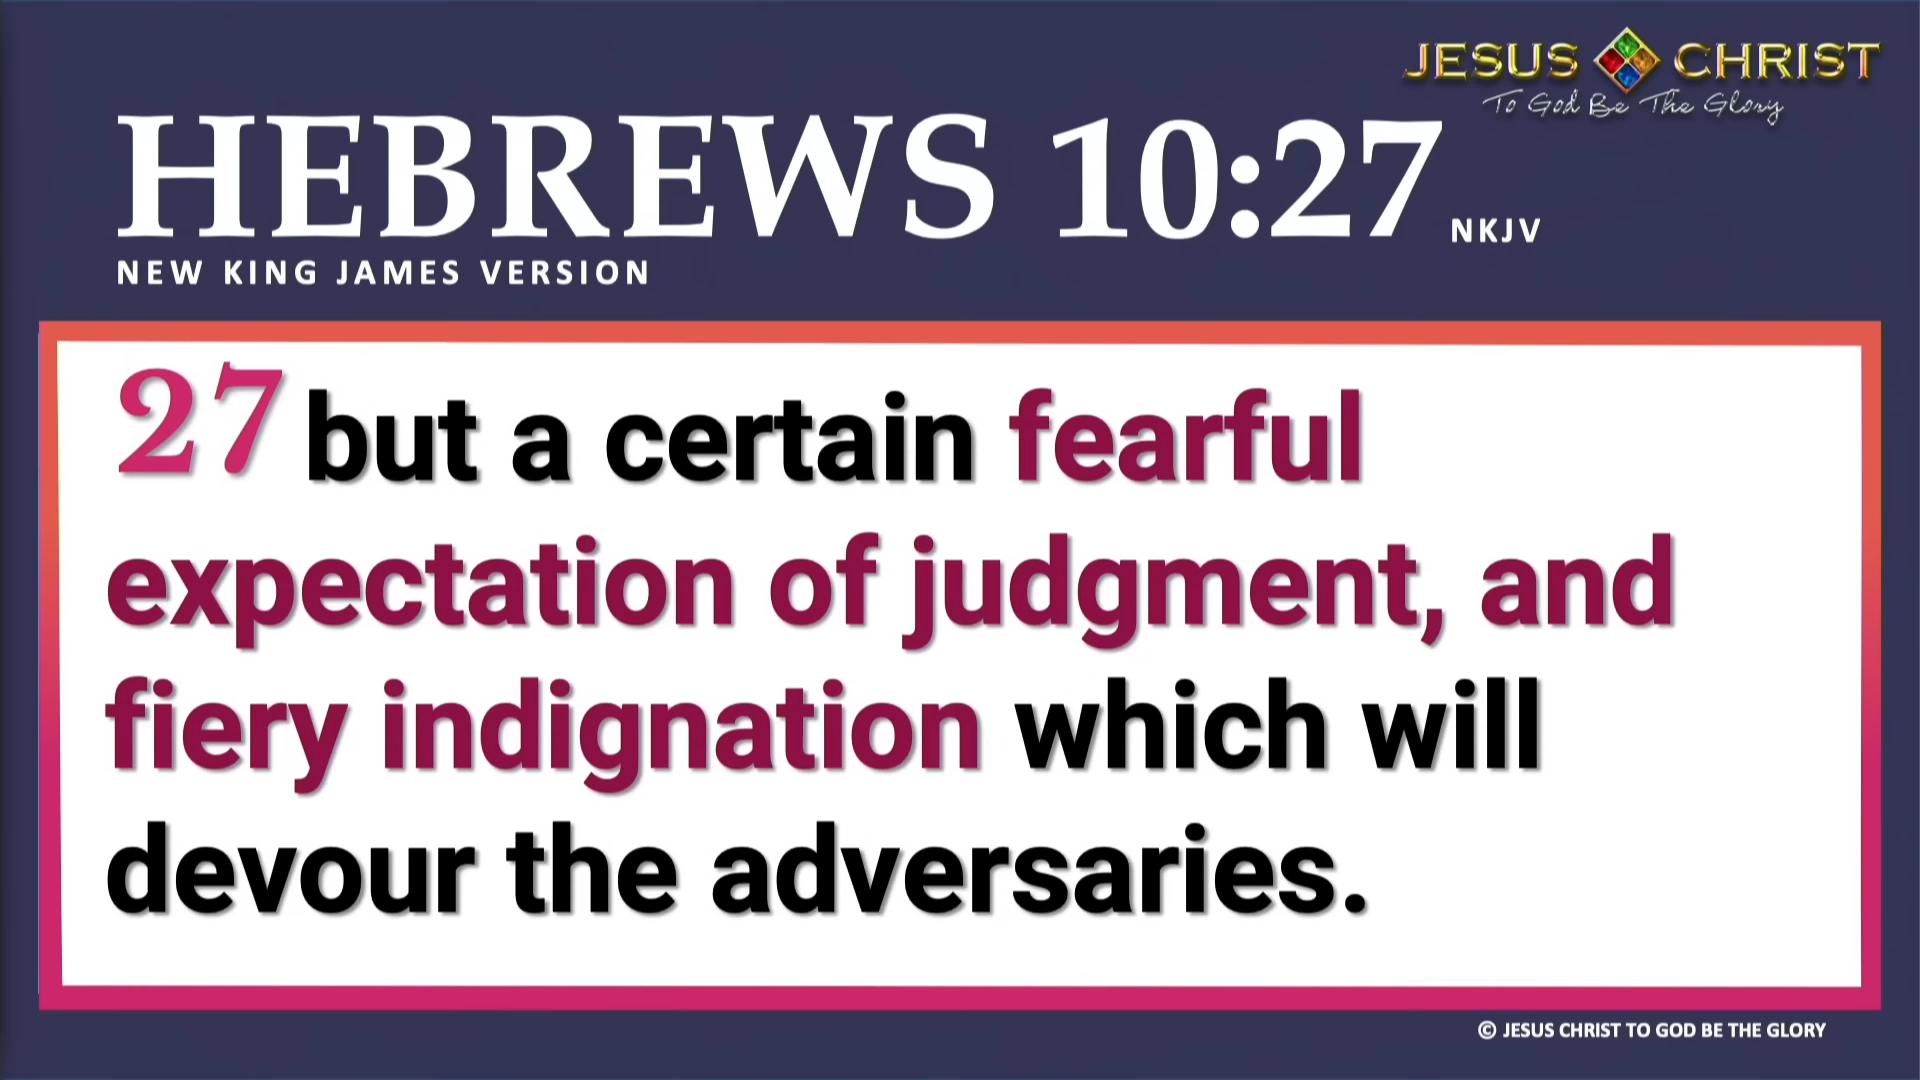 JESUS CHRIST
To God Be The Glory
HEBREWS 10:27 NKJV
NEW KING JAMES VERSION
27 but a certain fearful
expectation of judgment, and
fiery indignation which will
devour the adversaries.
© JESUS CHRIST TO GOD BE THE GLORY